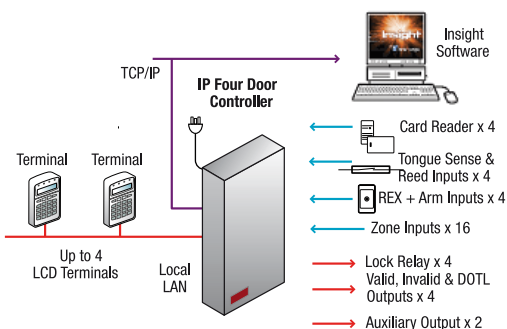 Insight
Insight
Software
TCP/IP
IP Four Door
Controller
Card Reader x 4
Terminal
Terminal
Tongue Sense &
Reed Inputs x 4
REX + Arm Inputs x 4
Zone Inputs x 16
Up to 4
LCD Terminals
Local
LAN
Lock Relay x 4
Valid, Invalid & DOTL
Outputs x 4
Auxiliary Output x 2